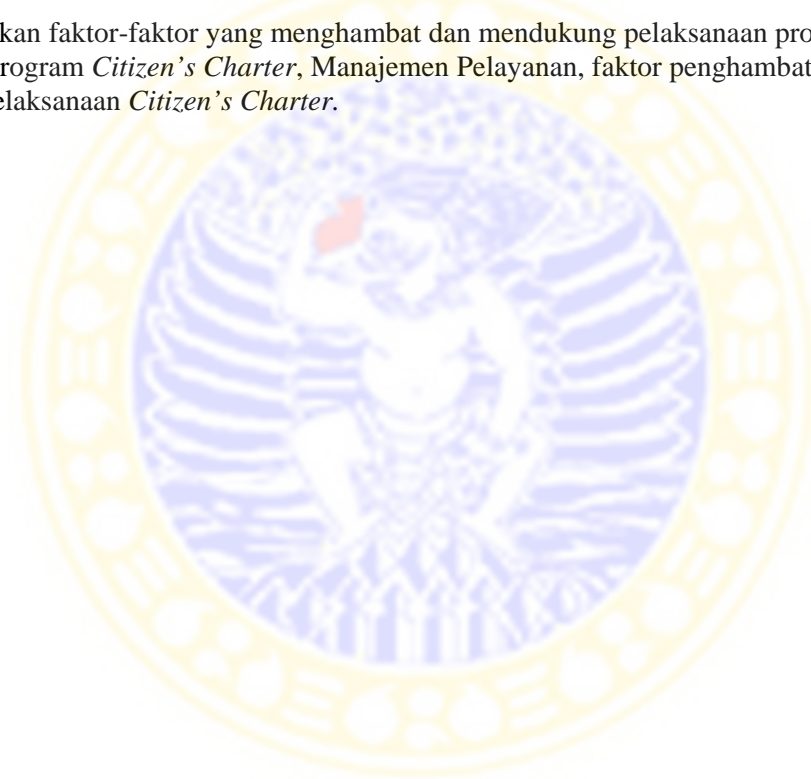 kan faktor-faktor yang menghambat dan mendukung pelaksanaan pro
rogram Citizen's Charter, Manajemen Pelayanan, faktor penghambat
elaksanaan Citizen's Charter.